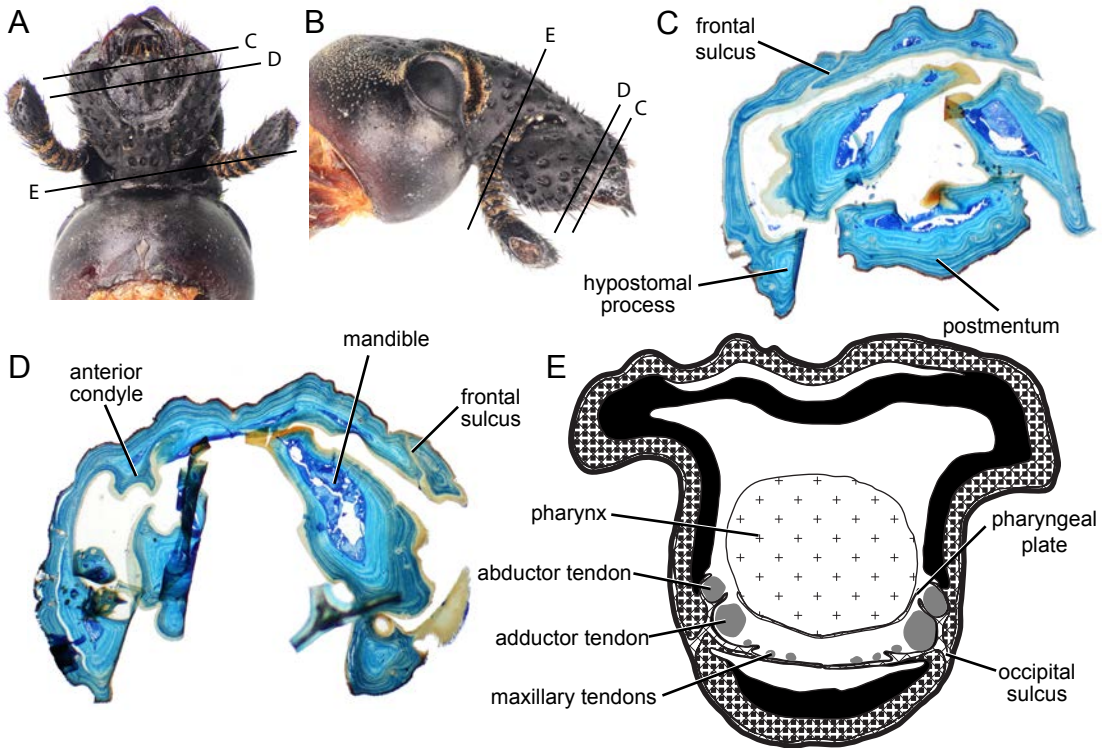 A
C
D
E
B
E
D
C
C
frontal
sulcus
hypostomal
process
postmentum
D
anterior
condyle
mandible
frontal
sulcus
E
pharynx
pharyngeal
plate
abductor tendon
adductor tendon
maxillary tendons
occipital
sulcus